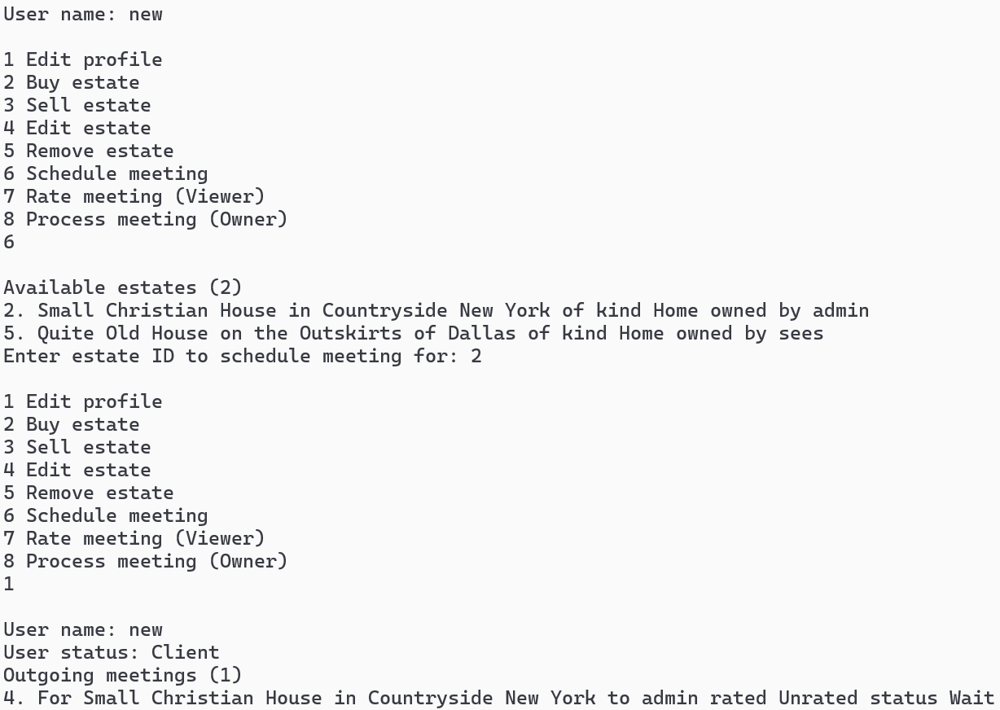 User name: new
1 Edit profile
2 Buy estate
3 Sell estate
4 Edit estate
5 Remove estate
6 Schedule meeting
7 Rate meeting (Viewer)
8 Process meeting (Owner)
6
Available estates (2)
2. Small Christian House in Countryside New York of kind Home owned by admin
5. Quite Old House on the Outskirts of Dallas of kind Home owned by sees
Enter estate ID to schedule meeting for: 2
1 Edit profile
2 Buy estate
3 Sell estate
4 Edit estate
5 Remove estate
6 Schedule meeting
7 Rate meeting (Viewer)
8 Process meeting (Owner)
1
User name: new
User status: Client
Outgoing meetings (1)
4. For Small Christian House in Countryside New York to admin rated Unrated status Wait